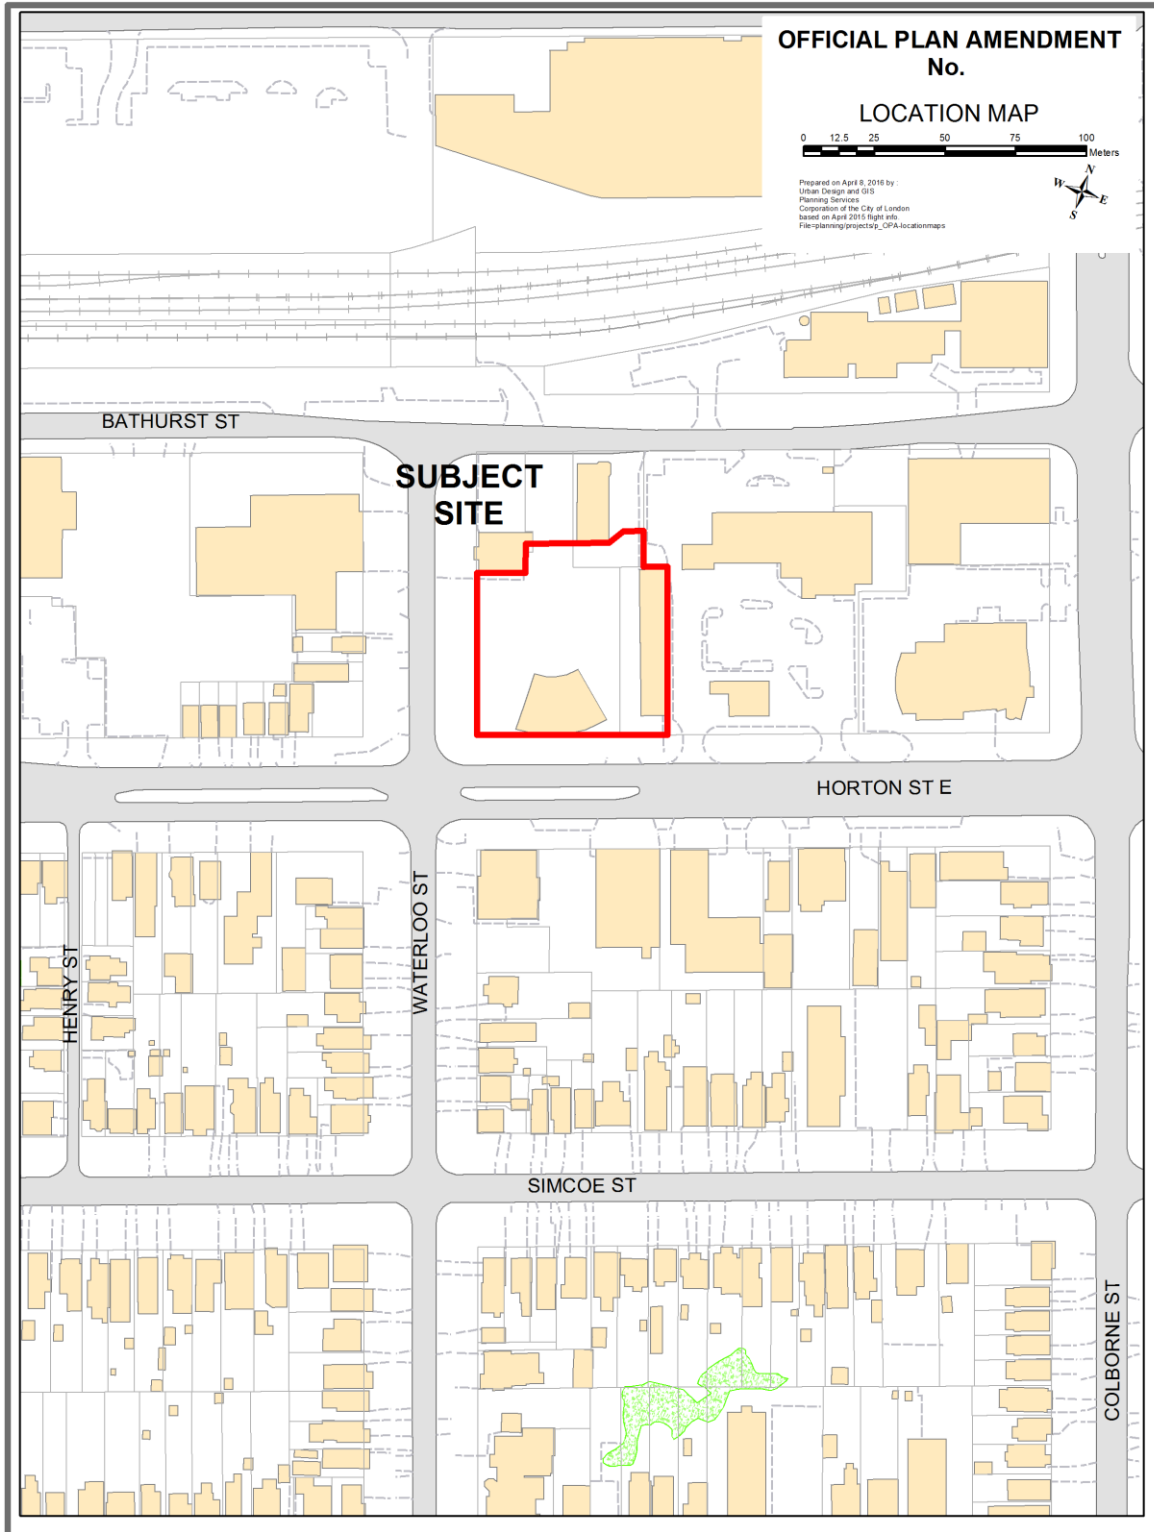 OFFICIAL PLAN AMENDMENT
No.
LOCATION MAP
0 12.5 25 50 75 100
Meters
Prepared on April 8, 2016 by :
Urban Design and GIS
Planning Services
Corporation of the City of London
based on April 2015 flight info.
File=planning/projects/p_OPA-locationmaps
N
W
E
S
BATHURST ST
SUBJECT
SITE
HORTON ST E
WATERLOO ST
HENRY ST
SIMCOE ST
COLBORNE ST